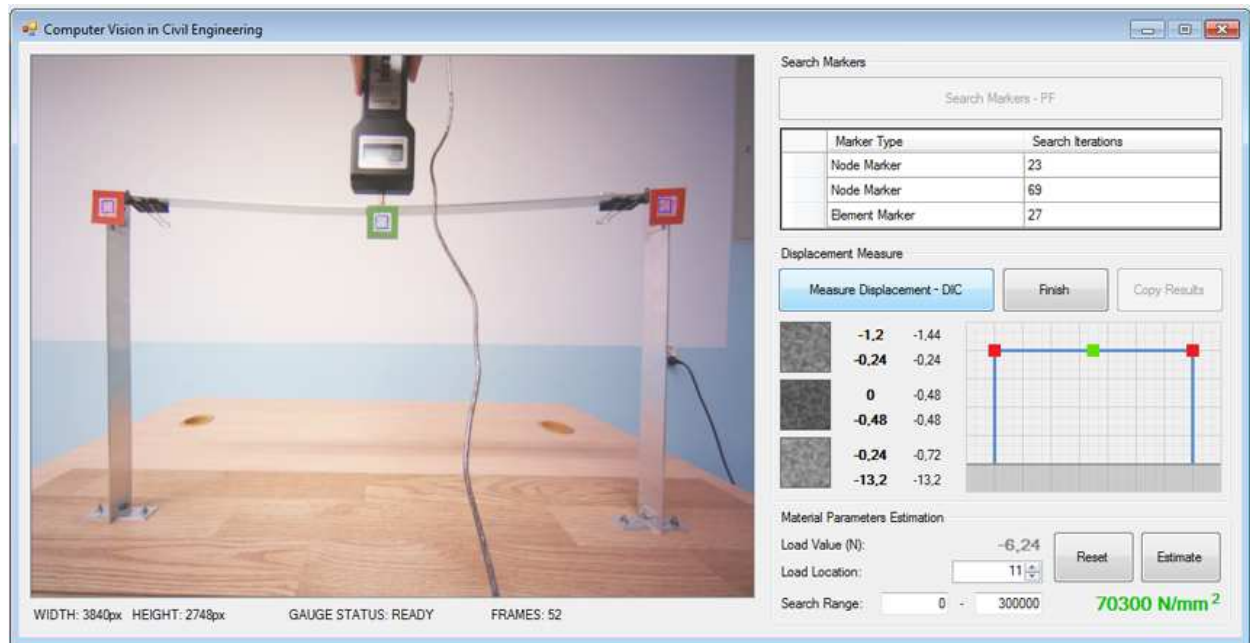 Computer Vision in Civil Engineering
Search Markers
Search Markers - PF
Marker Type Search Iterations
Node Marker 23
Node Marker 69
Element Marker 27
Displacement Measure
Measure Displacement - DIC Finish Copy Results
-1,2 -1,44
-0,24 -0,24
0 -0,48
-0,48 -0,48
-0,24 -0,72
-13,2 -13,2
Material Parameters Estimation
Load Value (N): -6,24
Load Location: 11
Reset Estimate
Search Range: 0 - 300000 70300 N/mm²
WIDTH: 3840px HEIGHT: 2748px GAUGE STATUS: READY FRAMES: 52